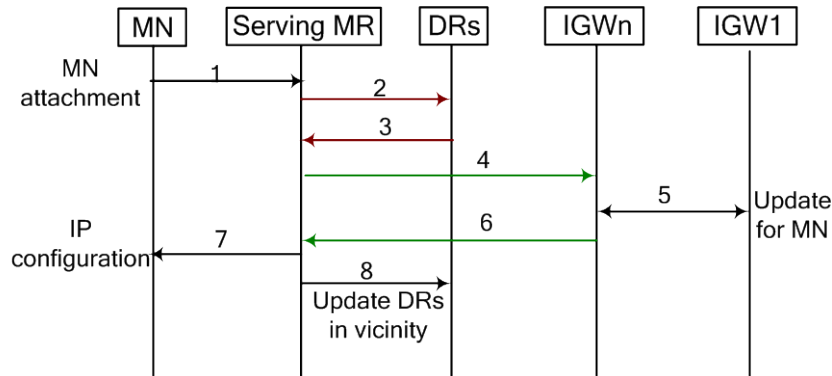 MN
Serving MR
DRs
IGWn
IGW1
MN
attachment
1
2
3
4
5
Update
for MN
6
IP
configuration
7
8
Update DRs
in vicinity